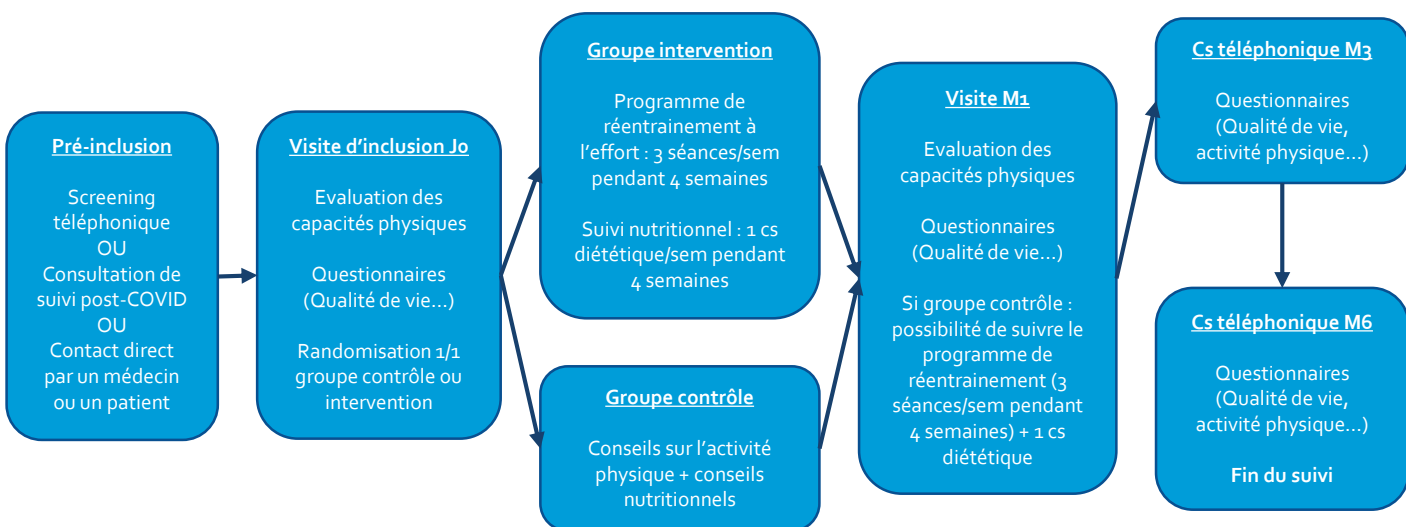 Pré-inclusion
Screening
téléphonique
OU
Consultation de
suivi post-COVID
OU
Contact direct
par un médecin
ou un patient
Visite d'inclusion J0
Evaluation des
capacités physiques
Questionnaires
(Qualité de vie...)
Randomisation 1/1
groupe contrôle ou
intervention
Groupe intervention
Programme de
réentrainement à
l'effort : 3 séances/sem
pendant 4 semaines
Suivi nutritionnel : 1 cs
diététique/sem pendant
4 semaines
Groupe contrôle
Conseils sur l'activité
physique + conseils
nutritionnels
Visite M1
Evaluation des
capacités physiques
Questionnaires
(Qualité de vie...)
Si groupe contrôle :
possibilité de suivre le
programme de
réentrainement (3
séances/sem pendant
4 semaines) + 1 cs
diététique
Cs téléphonique M3
Questionnaires
(Qualité de vie,
activité physique...)
Cs téléphonique M6
Questionnaires
(Qualité de vie,
activité physique...)
Fin du suivi